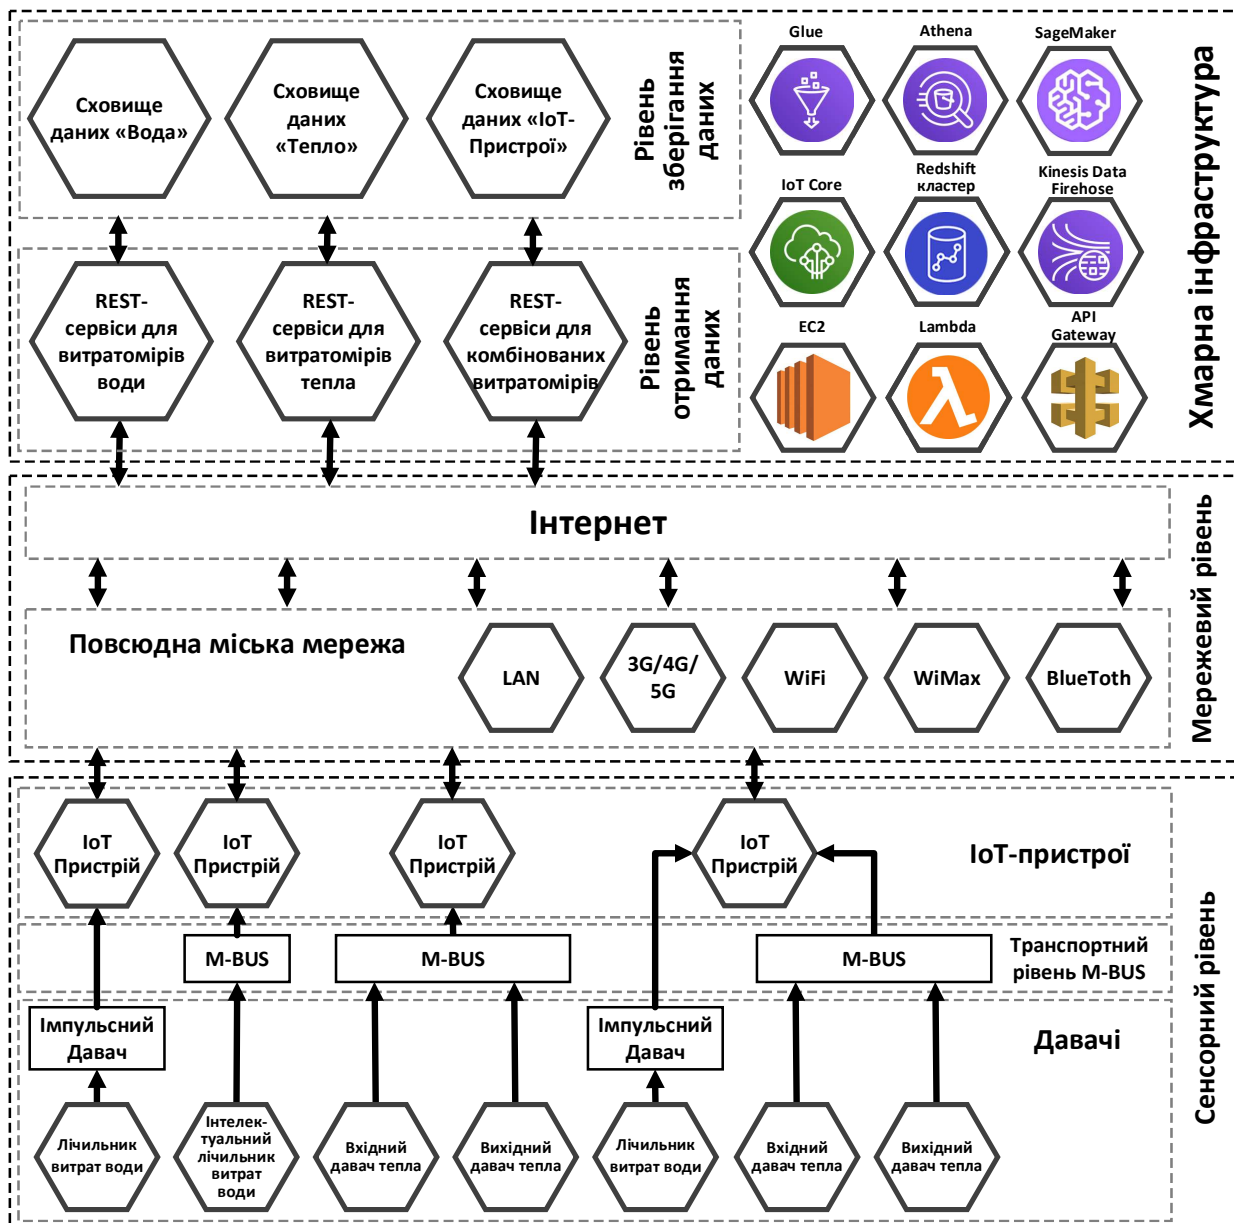 Сховище
даних «Вода»
Сховище
даних
«Тепло»
Сховище
даних «IoT-
Пристрої»
Рівень
зберігання
даних
Glue
Athena
SageMaker
IoT Core
Redshift
кластер
Kinesis Data
Firehose
EC2
Lambda
API
Gateway
Хмарна інфраструктура
REST-
сервіси для
витратомірів
води
REST-
сервіси для
витратомірів
тепла
REST-
сервіси для
комбінованих
витратомірів
Рівень
отримання
даних
Інтернет
Мережевий рівень
Повсюдна міська мережа
LAN
3G/4G/
5G
WiFi
WiMax
BlueToth
IoT
Пристрій
IoT
Пристрій
IoT
Пристрій
IoT
Пристрій
IoT-пристрої
Сенсорний рівень
M-BUS
M-BUS
M-BUS
Транспортний
рівень M-BUS
Імпульсний
Давач
Імпульсний
Давач
Давачі
Лічильник
витрат води
Інтелек-
туальний
лічильник
витрат
води
Вхідний
давач тепла
Вихідний
давач тепла
Лічильник
витрат води
Вхідний
давач тепла
Вихідний
давач тепла